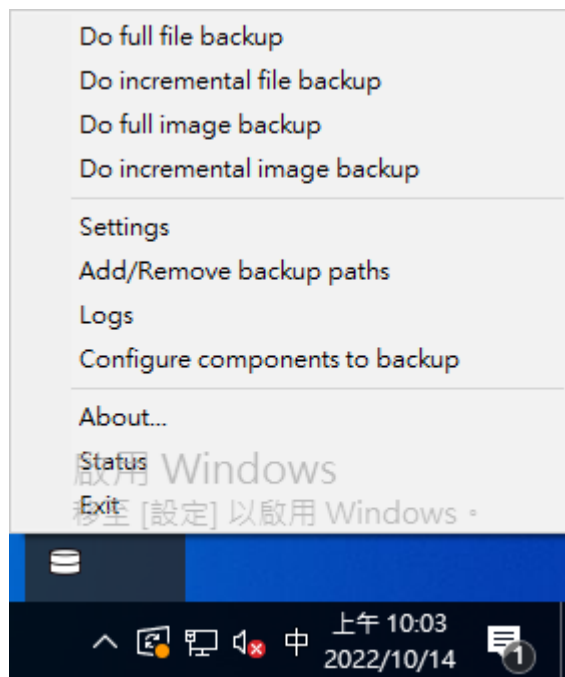 Do full file backup
Do incremental file backup
Do full image backup
Do incremental image backup
Settings
Add/Remove backup paths
Logs
Configure components to backup
About...
Status
啟用 Windows
Exit
移至 [設定] 以啟用 Windows。
中
上午 10:03
2022/10/14
1